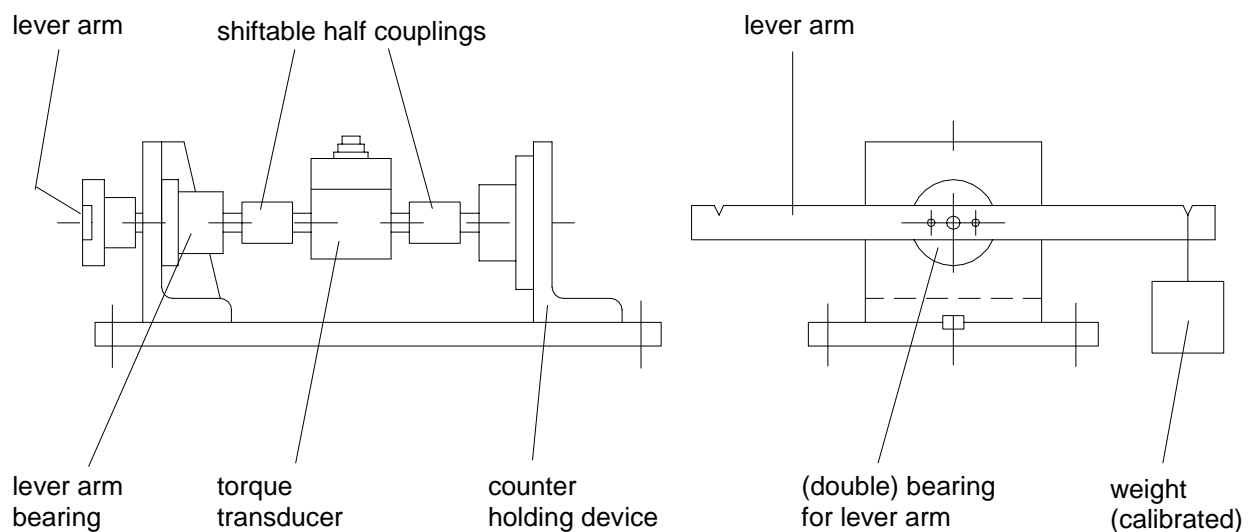 lever arm
shiftable half couplings
lever arm
lever arm
bearing
torque
transducer
counter
holding device
(double) bearing
for lever arm
weight
(calibrated)